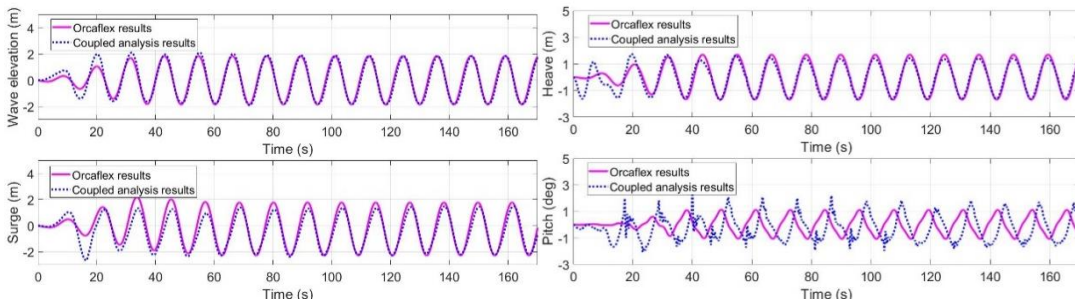 Wave elevation (m)
4
2
0
-2
Orcaflex results
Coupled analysis results
0 20 40 60 80 100 120 140 160
Time (s)
Heave (m)
5
3
1
-1
-3
Orcaflex results
Coupled analysis results
0 20 40 60 80 100 120 140 160
Time (s)
Surge (m)
4
2
0
-2
Orcaflex results
Coupled analysis results
0 20 40 60 80 100 120 140 160
Time (s)
Pitch (deg)
5
3
1
-1
-3
Orcaflex results
Coupled analysis results
0 20 40 60 80 100 120 140 160
Time (s)